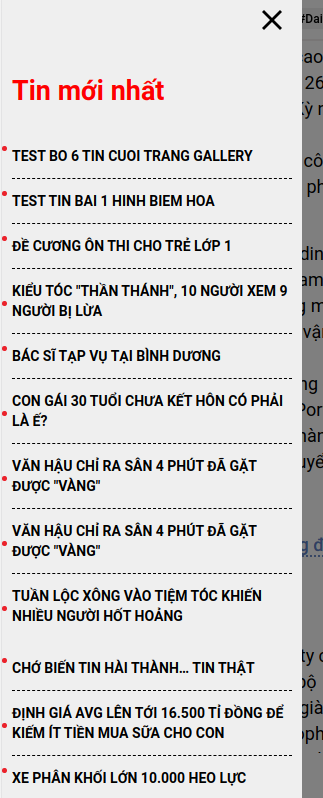 Tin mới nhất
TEST BO 6 TIN CUOI TRANG GALLERY
TEST TIN BAI 1 HINH BIEM HOA
ĐỀ CƯƠNG ÔN THI CHO TRẺ LỚP 1
KIỂU TÓC "THẦN THÁNH", 10 NGƯỜI XEM 9
NGƯỜI BỊ LỪA
BÁC SĨ TẠP VỤ TẠI BÌNH DƯƠNG
CON GÁI 30 TUỔI CHƯA KẾT HÔN CÓ PHẢI
LÀ Ế?
VĂN HẬU CHỈ RA SÂN 4 PHÚT ĐÃ GẶT
ĐƯỢC "VÀNG"
VĂN HẬU CHỈ RA SÂN 4 PHÚT ĐÃ GẶT
ĐƯỢC "VÀNG"
TUẤN LỘC XÔNG VÀO TIỆM TÓC KHIẾN
NHIỀU NGƯỜI HỐT HOẢNG
CHỚ BIẾN TIN HÀI THÀNH... TIN THẬT
ĐỊNH GIÁ AVG LÊN TỚI 16.500 TỈ ĐỒNG ĐỂ
KIẾM ÍT TIỀN MUA SỮA CHO CON
XE PHÂN KHỐI LỚN 10.000 HEO LỰC